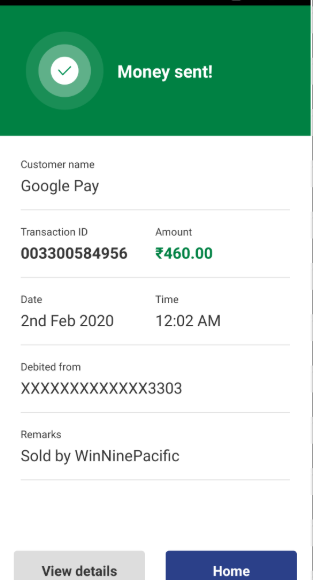 Money sent!
Customer name
Google Pay
Transaction ID Amount
003300584956 ₹460.00
Date Time
2nd Feb 2020 12:02 AM
Debited from
XXXXXXXXXXXXX3303
Remarks
Sold by WinNinePacific
View details Home